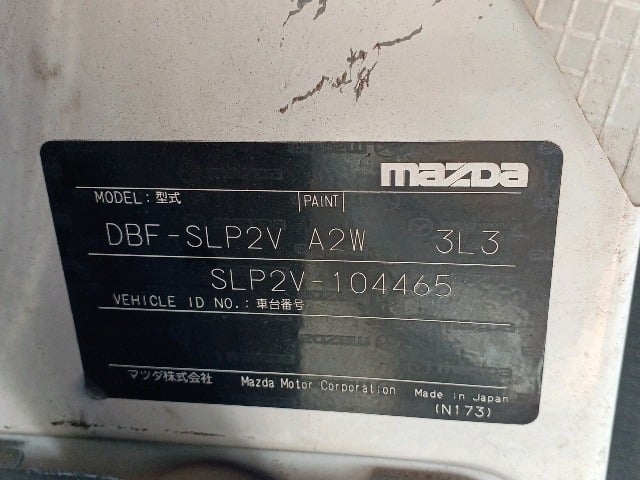 mazda
MODEL:型式 PAINT
DBF-SLP2V A2W 3L3
SLP2V-104465
VEHICLE ID NO.:車台番号
マツダ株式会社 Mazda Motor Corporation Made in Japan
(N173)